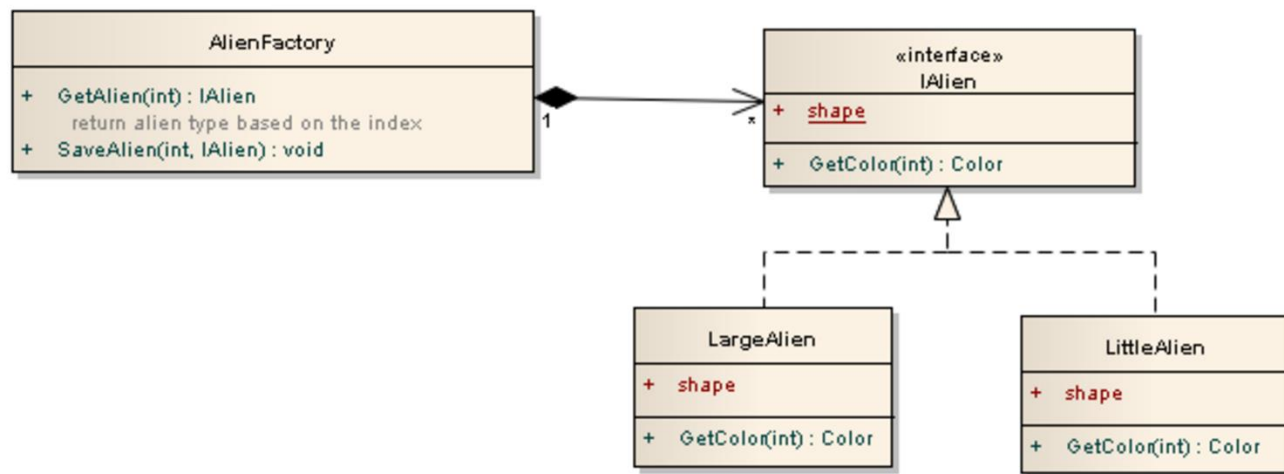 AlienFactory
+ GetAlien(int) : IAlien
return alien type based on the index
+ SaveAlien(int, IAlien) : void
1
*
«interface»
IAlien
+ shape
+ GetColor(int) : Color
LargeAlien
+ shape
+ GetColor(int) : Color
LittleAlien
+ shape
+ GetColor(int) : Color